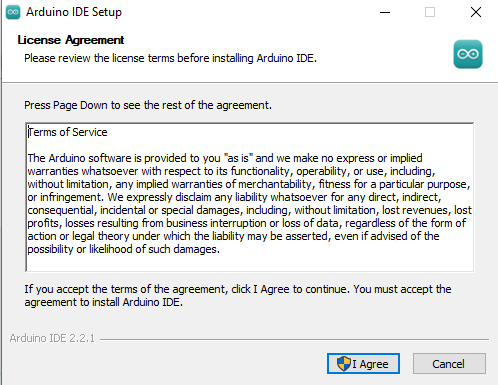 Arduino IDE Setup
License Agreement
Please review the license terms before installing Arduino IDE.
Press Page Down to see the rest of the agreement.
Terms of Service
The Arduino software is provided to you "as is" and we make no express or implied
warranties whatsoever with respect to its functionality, operability, or use, including,
without limitation, any implied warranties of merchantability, fitness for a particular purpose,
or infringement. We expressly disclaim any liability whatsoever for any direct, indirect,
consequential, incidental or special damages, including, without limitation, lost revenues, lost
profits, losses resulting from business interruption or loss of data, regardless of the form of
action or legal theory under which the liability may be asserted, even if advised of the
possibility or likelihood of such damages.
If you accept the terms of the agreement, click I Agree to continue. You must accept the
agreement to install Arduino IDE.
Arduino IDE 2.2.1
I Agree
Cancel